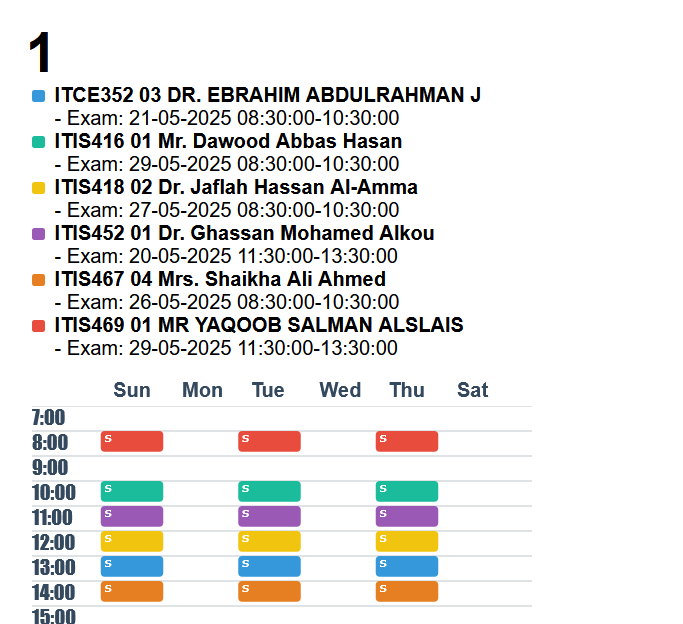 1
ITCE352 03 DR. EBRAHIM ABDULRAHMAN J
- Exam: 21-05-2025 08:30:00-10:30:00
ITIS416 01 Mr. Dawood Abbas Hasan
- Exam: 29-05-2025 08:30:00-10:30:00
ITIS418 02 Dr. Jaflah Hassan Al-Amma
- Exam: 27-05-2025 08:30:00-10:30:00
ITIS452 01 Dr. Ghassan Mohamed Alkou
- Exam: 20-05-2025 11:30:00-13:30:00
ITIS467 04 Mrs. Shaikha Ali Ahmed
- Exam: 26-05-2025 08:30:00-10:30:00
ITIS469 01 MR YAQOOB SALMAN ALSLAIS
- Exam: 29-05-2025 11:30:00-13:30:00
Sun Mon Tue Wed Thu Sat
7:00
8:00 S S S
9:00
10:00 S S S
11:00 S S S
12:00 S S S
13:00 S S S
14:00 S S S
15:00